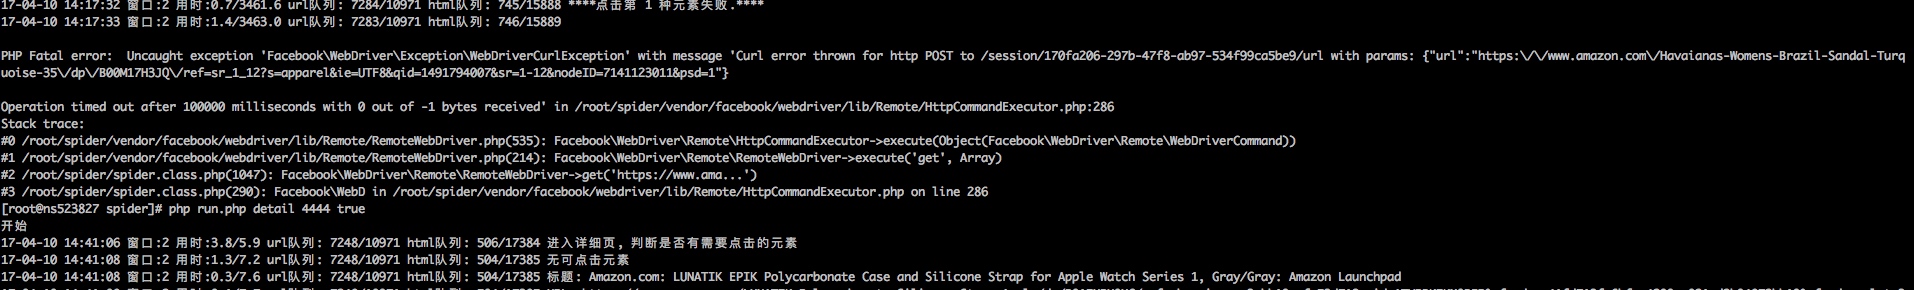 17-04-10 14:17:32 窗口:2 用时:0.7/3461.6 url队列: 7284/10971 html队列: 745/15888 ****点击第 1 种元素失败.****
17-04-10 14:17:33 窗口:2 用时:1.4/3463.0 url队列: 7283/10971 html队列: 746/15889
PHP Fatal error:  Uncaught exception 'Facebook\WebDriver\Exception\WebDriverCurlException' with message 'Curl error thrown for http POST to /session/170fa206-297b-47f8-ab97-534f99ca5be9/url with params: {"url":"https:\/\/www.amazon.com\/Havaianas-Womens-Brazil-Sandal-Turq
uoise-35\/dp\/B00M17H3JQ\/ref=sr_1_12?s=apparel&ie=UTF8&qid=1491794007&sr=1-12&nodeID=7141123011&psd=1"}
Operation timed out after 100000 milliseconds with 0 out of -1 bytes received' in /root/spider/vendor/facebook/webdriver/lib/Remote/HttpCommandExecutor.php:286
Stack trace:
#0 /root/spider/vendor/facebook/webdriver/lib/Remote/RemoteWebDriver.php(535): Facebook\WebDriver\Remote\HttpCommandExecutor->execute(Object(Facebook\WebDriver\Remote\WebDriverCommand))
#1 /root/spider/vendor/facebook/webdriver/lib/Remote/RemoteWebDriver.php(214): Facebook\WebDriver\Remote\RemoteWebDriver->execute('get', Array)
#2 /root/spider/spider.class.php(1047): Facebook\WebDriver\Remote\RemoteWebDriver->get('https://www.ama...')
#3 /root/spider/spider.class.php(290): Facebook\WebD in /root/spider/vendor/facebook/webdriver/lib/Remote/HttpCommandExecutor.php on line 286
[root@ns523827 spider]# php run.php detail 4444 true
开始
17-04-10 14:41:06 窗口:2 用时:3.8/5.9 url队列: 7248/10971 html队列: 506/17384 进入详细页, 判断是否有需要点击的元素
17-04-10 14:41:08 窗口:2 用时:1.3/7.2 url队列: 7248/10971 html队列: 504/17385 无可点击元素
17-04-10 14:41:08 窗口:2 用时:0.3/7.6 url队列: 7248/10971 html队列: 504/17385 标题: Amazon.com: LUNATIK EPIK Polycarbonate Case and Silicone Strap for Apple Watch Series 1, Gray/Gray: Amazon Launchpad